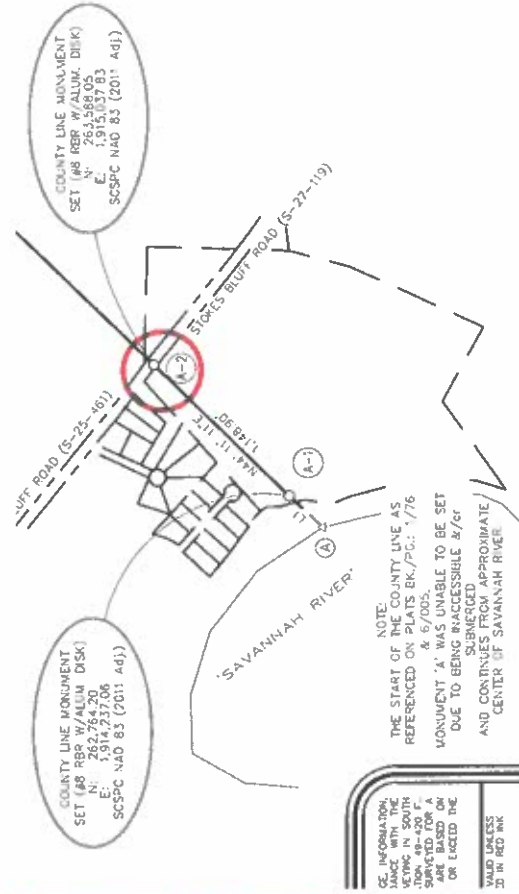 COUNTY LINE MONUMENT
SET (#8 RBR W/ALUM. DISK)
N: 263,588.05
E: 1,915,037.83
SCSPC NAD 83 (2011 Adj.)
UFF ROAD (S-25-461)
STOKES BLUFF ROAD (S-27-119)
A-2
N44° 11' 11"E
1,148.90'
A-1
L1
A
'SAVANNAH RIVER'
COUNTY LINE MONUMENT
SET (#8 RBR W/ALUM DISK)
N: 262,764.20
E: 1,914,237.06
SCSPC NAD 83 (2011 Adj.)
NOTE:
THE START OF THE COUNTY LINE AS
REFERENCED ON PLATS BK./PG.: 1/76
& 6/005.
MONUMENT 'A' WAS UNABLE TO BE SET
DUE TO BEING INACCESSIBLE &/or
SUBMERGED
AND CONTINUES FROM APPROXIMATE
CENTER OF SAVANNAH RIVER.
GE, INFORMATION,
ANCE WITH THE
EYING IN SOUTH
TION 49-420 F.
SURVEYED FOR A
ARE BASED ON
OR EXCEED THE
VALID UNLESS
D IN RED INK